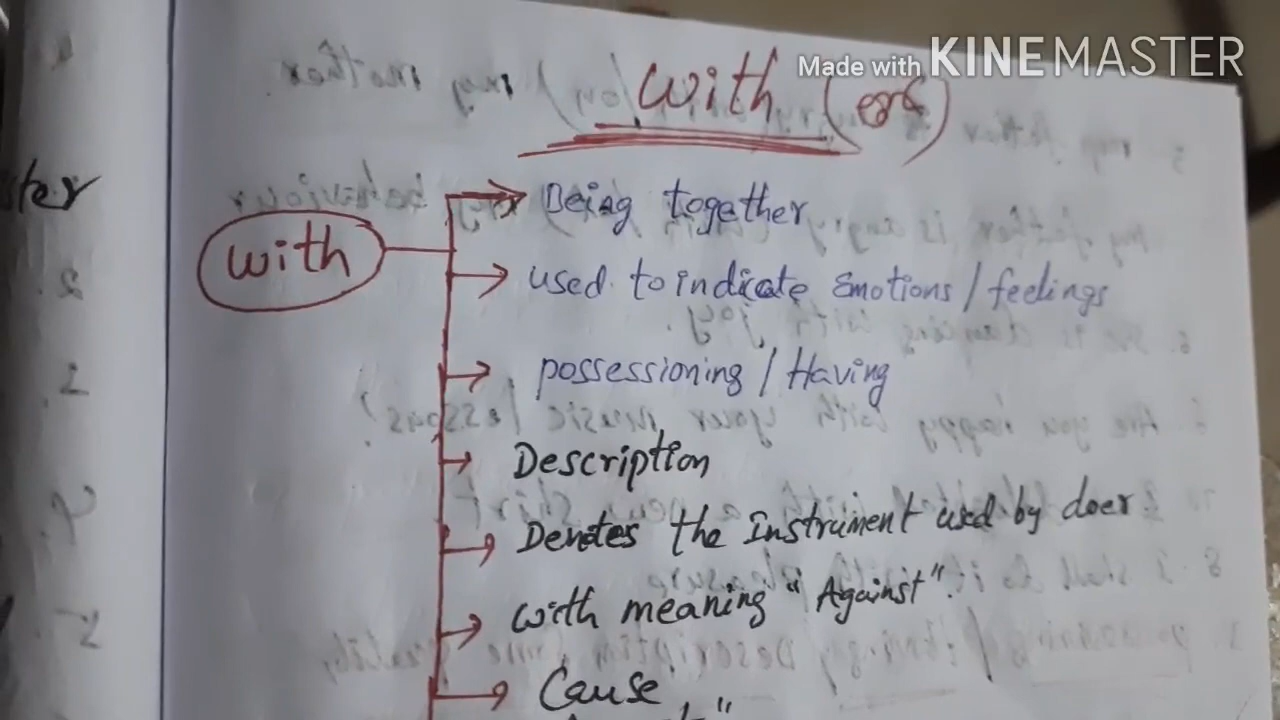 Made with KINEMASTER
with
with
Being together
used to indicate Emotions / feelings
possessioning / Having
Description
Denotes the Instrument used by doer
with meaning "Against".
Cause
ster